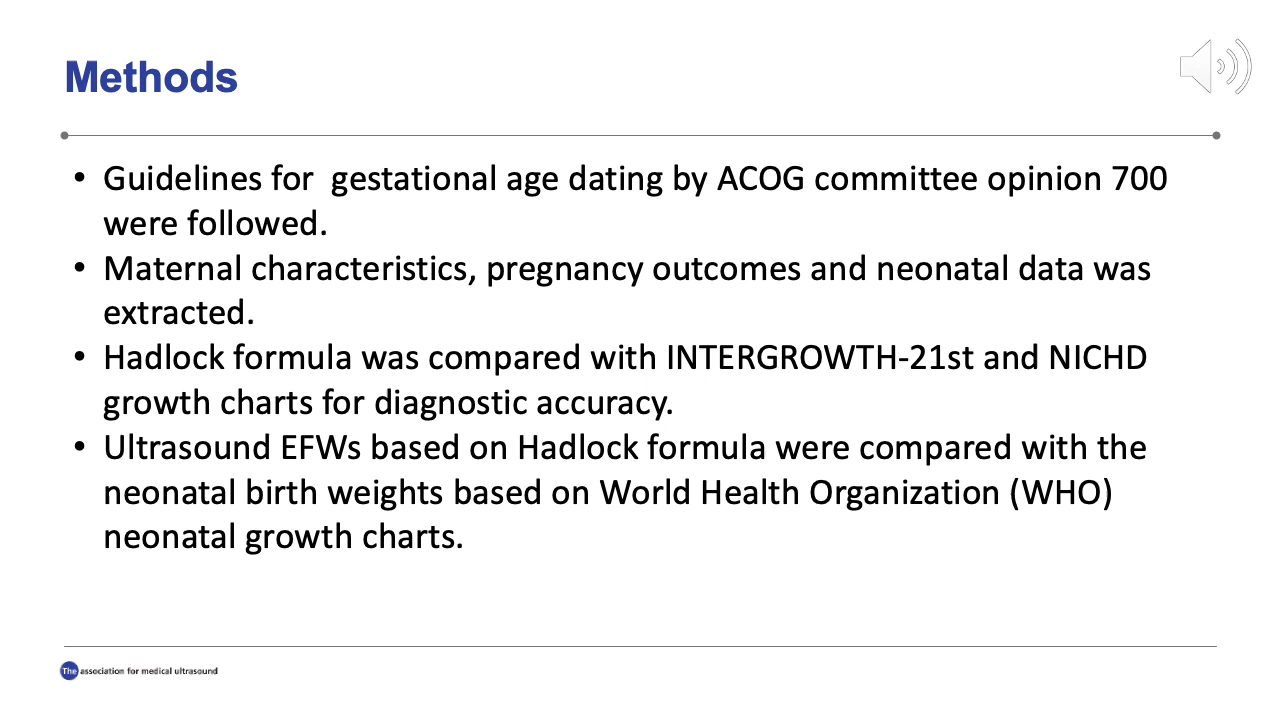 Methods
• Guidelines for  gestational age dating by ACOG committee opinion 700
were followed.
• Maternal characteristics, pregnancy outcomes and neonatal data was
extracted.
• Hadlock formula was compared with INTERGROWTH-21st and NICHD
growth charts for diagnostic accuracy.
• Ultrasound EFWs based on Hadlock formula were compared with the
neonatal birth weights based on World Health Organization (WHO)
neonatal growth charts.
The association for medical ultrasound